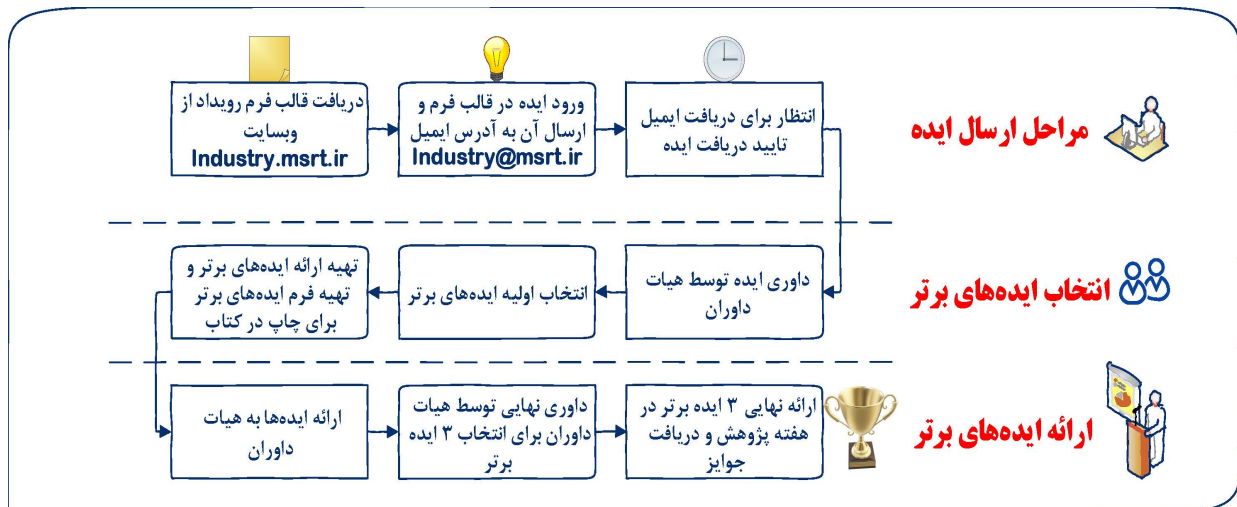 مراحل ارسال ایده
دریافت قالب فرم رویداد از
وبسایت
Industry.msrt.ir
ورود ایده در قالب فرم و
ارسال آن به آدرس ایمیل
Industry@msrt.ir
انتظار برای دریافت ایمیل
تایید دریافت ایده
انتخاب ایده‌های برتر
داوری ایده توسط هیات
داوران
انتخاب اولیه ایده‌های برتر
تهیه ارائه ایده‌های برتر و
تهیه فرم ایده‌های برتر
برای چاپ در کتاب
ارائه ایده‌های برتر
ارائه ایده‌ها به هیات
داوران
داوری نهایی توسط هیات
داوران برای انتخاب ۳ ایده
برتر
ارائه نهایی ۳ ایده برتر در
هفته پژوهش و دریافت
جوایز